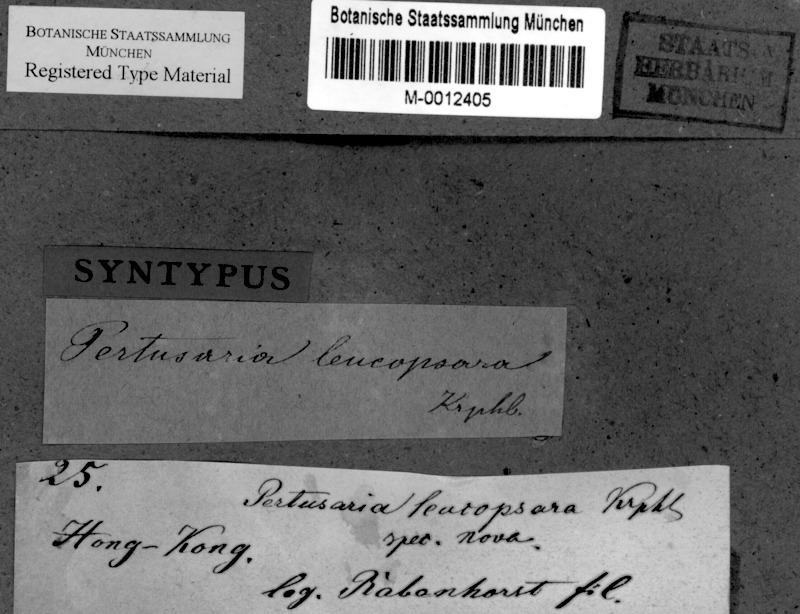 BOTANISCHE STAATSSAMMLUNG
MÜNCHEN
Registered Type Material
Botanische Staatssammlung München
M-0012405
STAATS-
HERBARIUM
MÜNCHEN
SYNTYPUS
Pertusaria leucopsara
Krphb.
25.
Pertusaria leucopsara Krphb
spec. nova.
Hong-Kong.
leg. Rabenhorst fil.